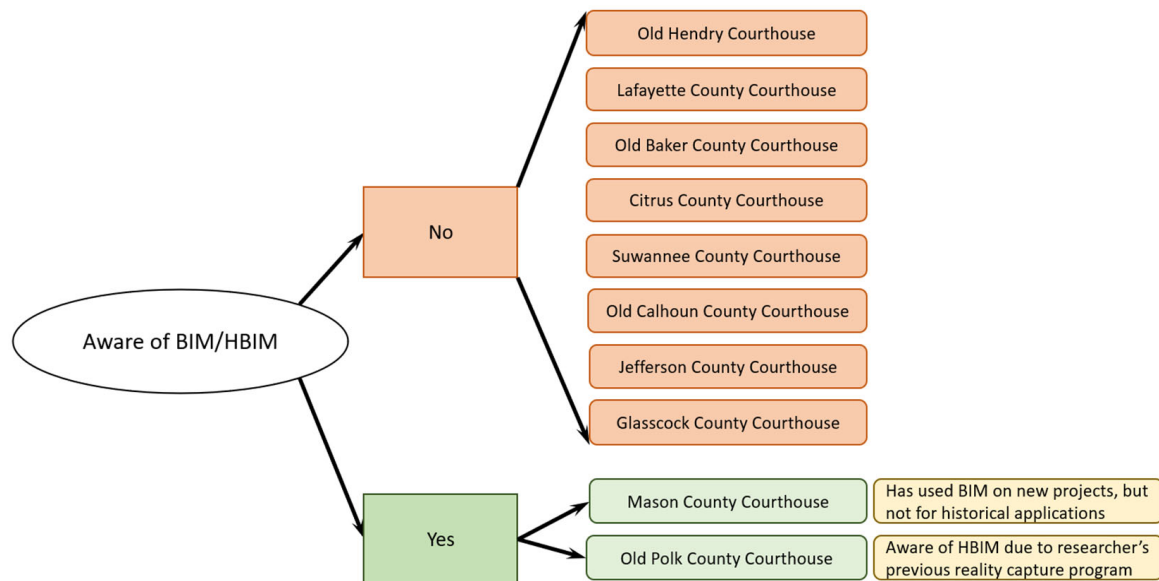 Aware of BIM/HBIM
No
Old Hendry Courthouse
Lafayette County Courthouse
Old Baker County Courthouse
Citrus County Courthouse
Suwannee County Courthouse
Old Calhoun County Courthouse
Jefferson County Courthouse
Glasscock County Courthouse
Yes
Mason County Courthouse
Has used BIM on new projects, but
not for historical applications
Old Polk County Courthouse
Aware of HBIM due to researcher's
previous reality capture program